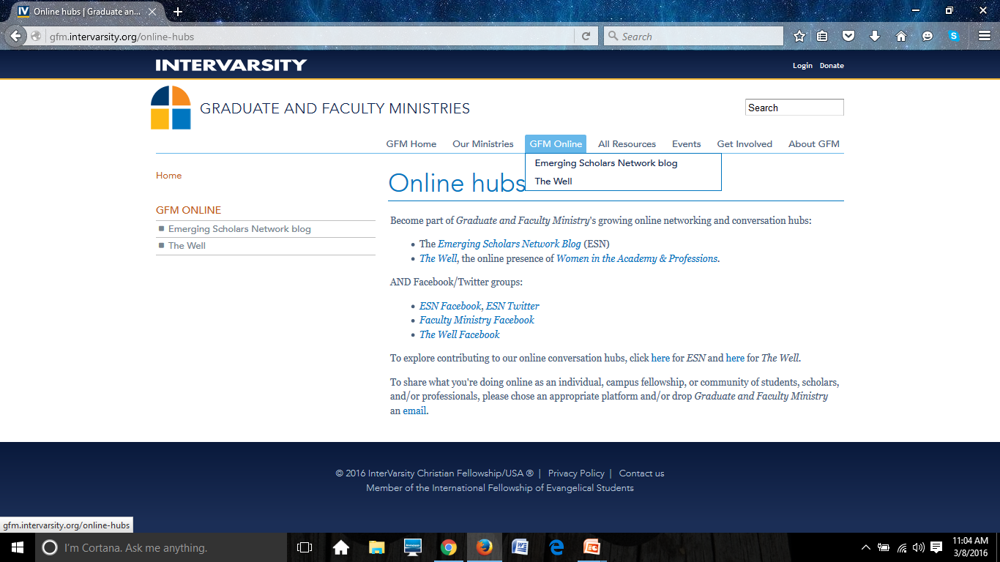 Online hubs | Graduate an...
gfm.intervarsity.org/online-hubs
Search
INTERVARSITY
Login Donate
GRADUATE AND FACULTY MINISTRIES
Search
GFM Home Our Ministries GFM Online All Resources Events Get Involved About GFM
Emerging Scholars Network blog
The Well
Home
GFM ONLINE
Emerging Scholars Network blog
The Well
Online hubs
Become part of Graduate and Faculty Ministry's growing online networking and conversation hubs:
• The Emerging Scholars Network Blog (ESN)
• The Well, the online presence of Women in the Academy & Professions.
AND Facebook/Twitter groups:
• ESN Facebook, ESN Twitter
• Faculty Ministry Facebook
• The Well Facebook
To explore contributing to our online conversation hubs, click here for ESN and here for The Well.
To share what you're doing online as an individual, campus fellowship, or community of students, scholars,
and/or professionals, please chose an appropriate platform and/or drop Graduate and Faculty Ministry
an email.
© 2016 InterVarsity Christian Fellowship/USA ® | Privacy Policy | Contact us
Member of the International Fellowship of Evangelical Students
gfm.intervarsity.org/online-hubs
I'm Cortana. Ask me anything.
11:04 AM
3/8/2016